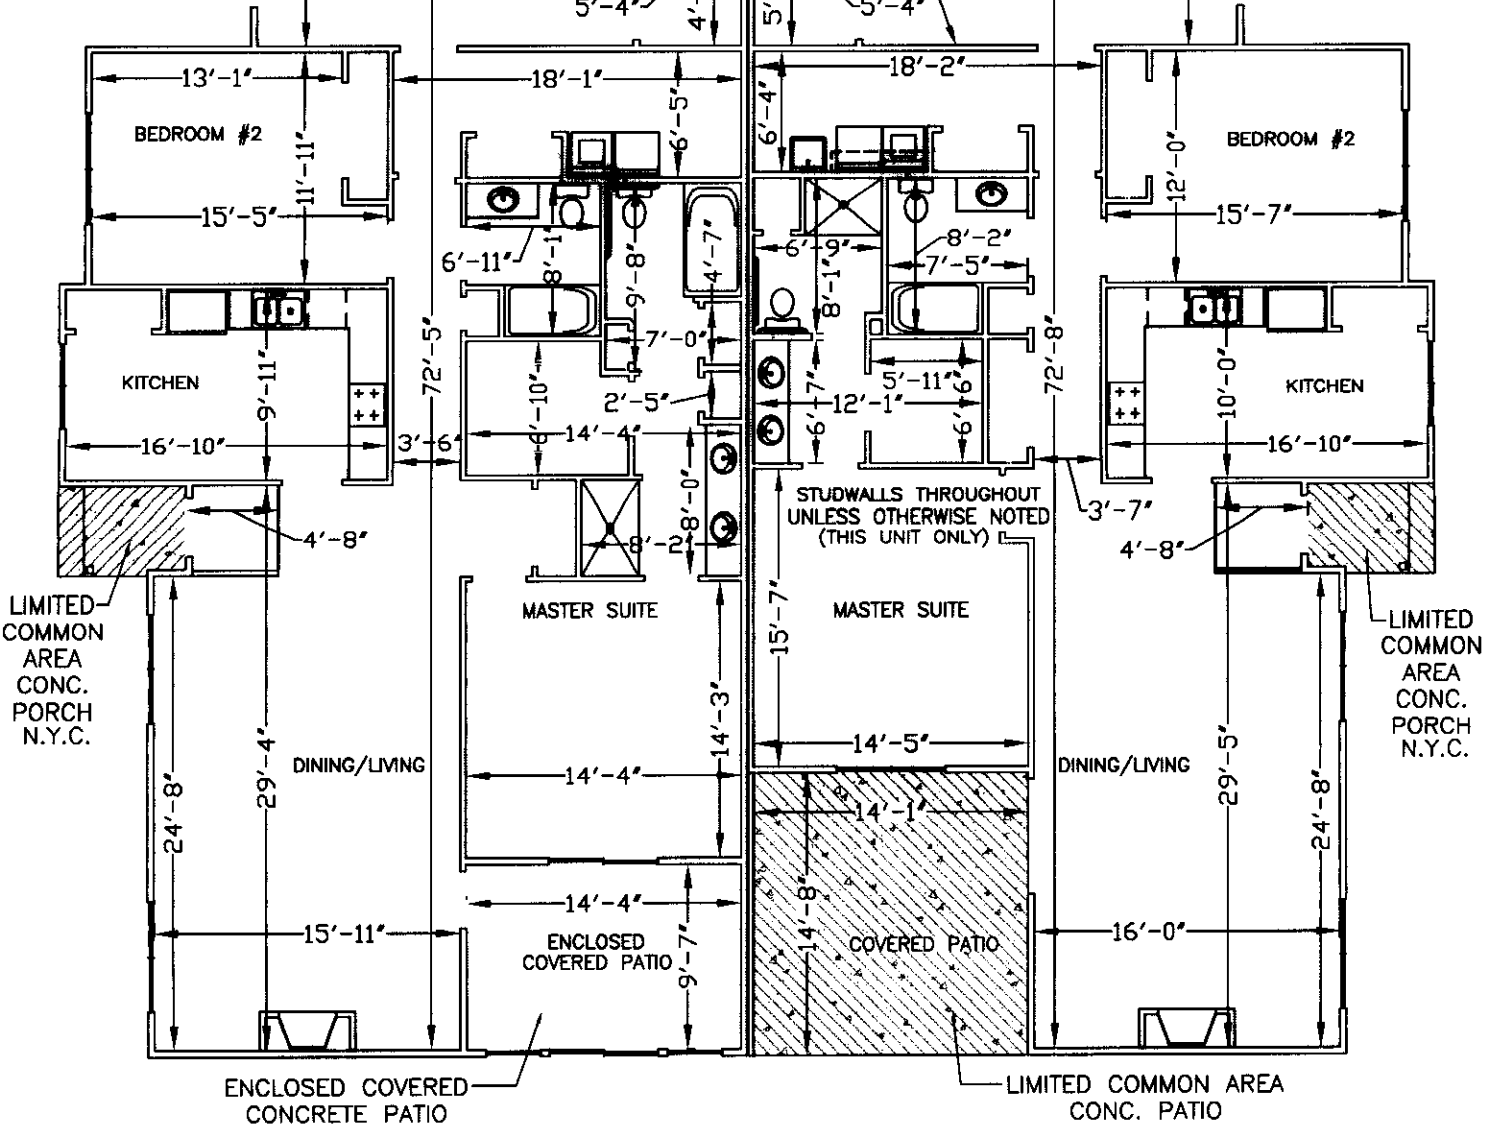 5'-4"
4'-
5'
5'-4"
13'-1"
18'-1"
18'-2"
BEDROOM #2
11'-11"
6'-5"
6'-4"
BEDROOM #2
12'-0"
15'-5"
15'-7"
6'-11"
8'-1"
9'-8"
4'-7"
6'-9"
8'-1"
8'-2"
7'-5"
KITCHEN
9'-11"
72'-5"
7'-0"
5'-11"
72'-8"
10'-0"
KITCHEN
6'-10"
2'-5"
6'-7"
12'-1"
6'-6"
16'-10"
3'-6"
14'-4"
16'-10"
8'-0"
STUDWALLS THROUGHOUT
UNLESS OTHERWISE NOTED
(THIS UNIT ONLY)
3'-7"
4'-8"
8'-2"
4'-8"
LIMITED
COMMON
AREA
CONC.
PORCH
N.Y.C.
MASTER SUITE
15'-7"
MASTER SUITE
LIMITED
COMMON
AREA
CONC.
PORCH
N.Y.C.
14'-3"
29'-4"
DINING/LIVING
14'-4"
14'-5"
DINING/LIVING
29'-5"
24'-8"
14'-1"
24'-8"
14'-4"
14'-8"
15'-11"
ENCLOSED
COVERED PATIO
9'-7"
COVERED PATIO
16'-0"
ENCLOSED COVERED
CONCRETE PATIO
LIMITED COMMON AREA
CONC. PATIO